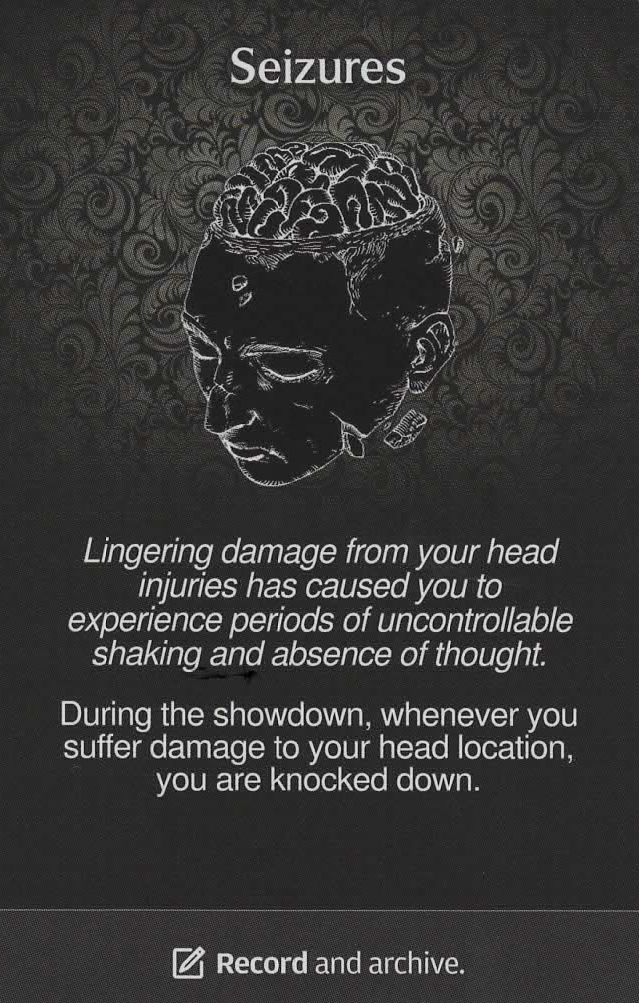 Seizures
Lingering damage from your head
injuries has caused you to
experience periods of uncontrollable
shaking and absence of thought.
During the showdown, whenever you
suffer damage to your head location,
you are knocked down.
Record and archive.